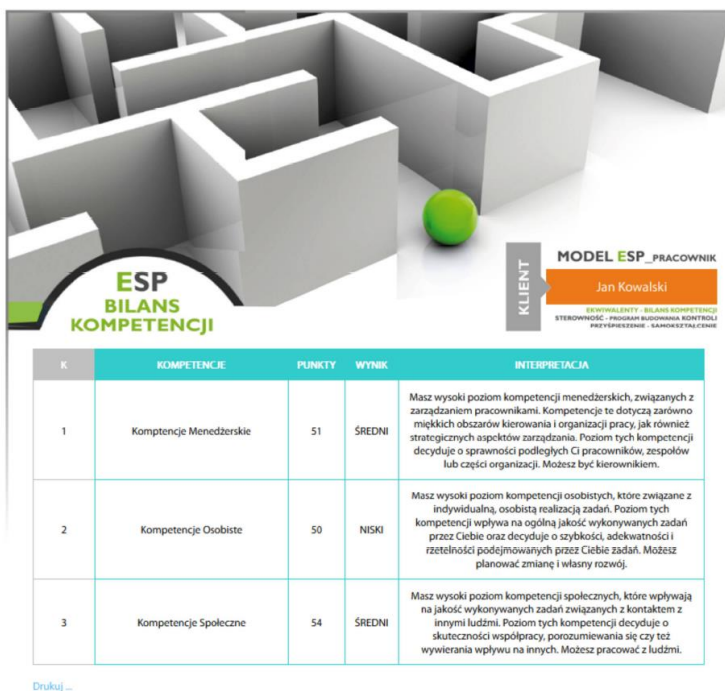 ESP
BILANS
KOMPETENCJI
KLIENT
MODEL ESP_PRACOWNIK
Jan Kowalski
EKWIWALENTY - BILANS KOMPETENCJI
STEROWNOŚĆ - PROGRAM BUDOWANIA KONTROLI
PRZYŚPIESZENIE - SAMOKSZTAŁCENIE
K KOMPETENCJE PUNKTY WYNIK INTERPRETACJA
1 Komptencje Menedżerskie 51 ŚREDNI
Masz wysoki poziom kompetencji menedżerskich, związanych z
zarządzaniem pracownikami. Kompetencje te dotyczą zarówno
miękkich obszarów kierowania i organizacji pracy, jak również
strategicznych aspektów zarządzania. Poziom tych kompetencji
decyduje o sprawności podległych Ci pracowników, zespołów
lub części organizacji. Możesz być kierownikiem.
2 Kompetencje Osobiste 50 NISKI
Masz wysoki poziom kompetencji osobistych, które związane z
indywidualną, osobistą realizacją zadań. Poziom tych
kompetencji wpływa na ogólną jakość wykonywanych zadań
przez Ciebie oraz decyduje o szybkości, adekwatności i
rzetelności podejmowanych przez Ciebie zadań. Możesz
planować zmianę i własny rozwój.
3 Kompetencje Społeczne 54 ŚREDNI
Masz wysoki poziom kompetencji społecznych, które wpływają
na jakość wykonywanych zadań związanych z kontaktem z
innymi ludźmi. Poziom tych kompetencji decyduje o
skuteczności współpracy, porozumiewania się czy też
wywierania wpływu na innych. Możesz pracować z ludźmi.
Drukuj ...